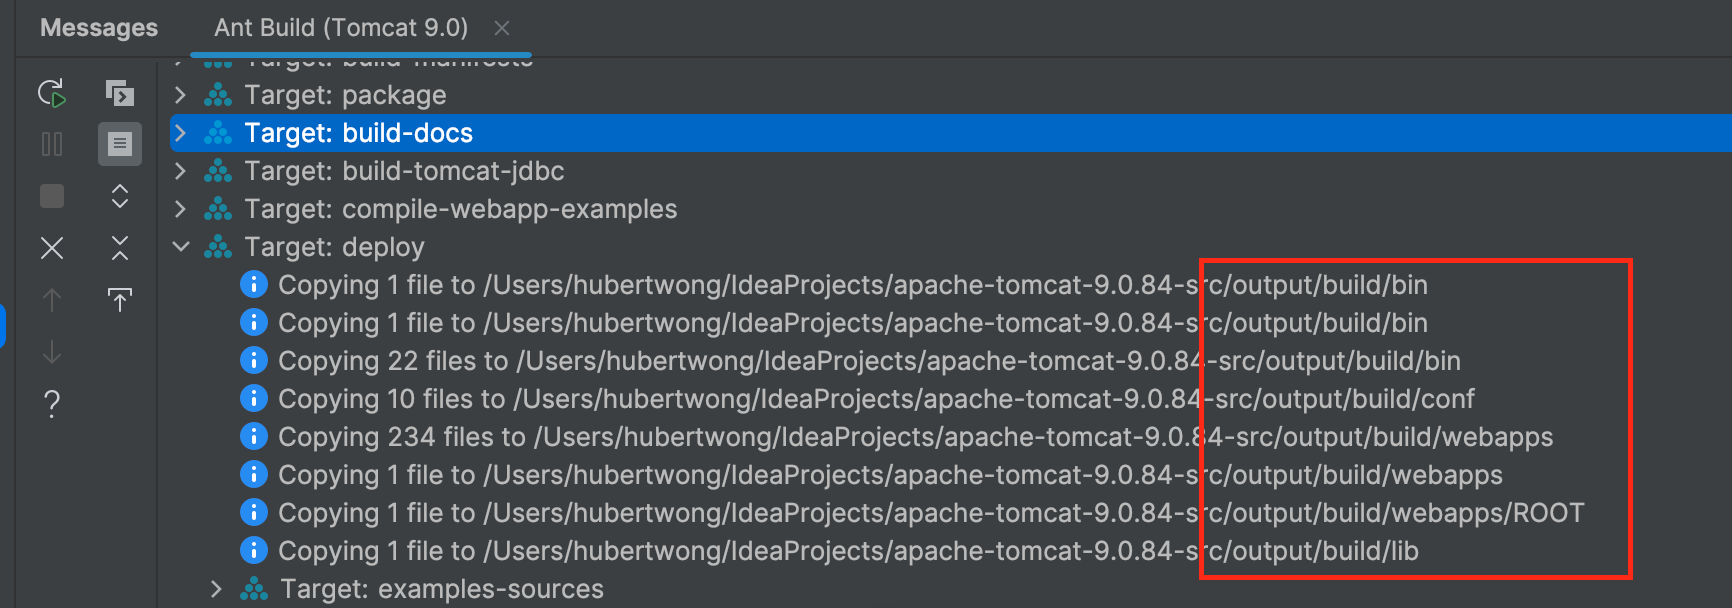 Messages
Ant Build (Tomcat 9.0)
Target: build-manifests
Target: package
Target: build-docs
Target: build-tomcat-jdbc
Target: compile-webapp-examples
Target: deploy
Copying 1 file to /Users/hubertwong/IdeaProjects/apache-tomcat-9.0.84-src/output/build/bin
Copying 1 file to /Users/hubertwong/IdeaProjects/apache-tomcat-9.0.84-src/output/build/bin
Copying 22 files to /Users/hubertwong/IdeaProjects/apache-tomcat-9.0.84-src/output/build/bin
Copying 10 files to /Users/hubertwong/IdeaProjects/apache-tomcat-9.0.84-src/output/build/conf
Copying 234 files to /Users/hubertwong/IdeaProjects/apache-tomcat-9.0.84-src/output/build/webapps
Copying 1 file to /Users/hubertwong/IdeaProjects/apache-tomcat-9.0.84-src/output/build/webapps
Copying 1 file to /Users/hubertwong/IdeaProjects/apache-tomcat-9.0.84-src/output/build/webapps/ROOT
Copying 1 file to /Users/hubertwong/IdeaProjects/apache-tomcat-9.0.84-src/output/build/lib
Target: examples-sources